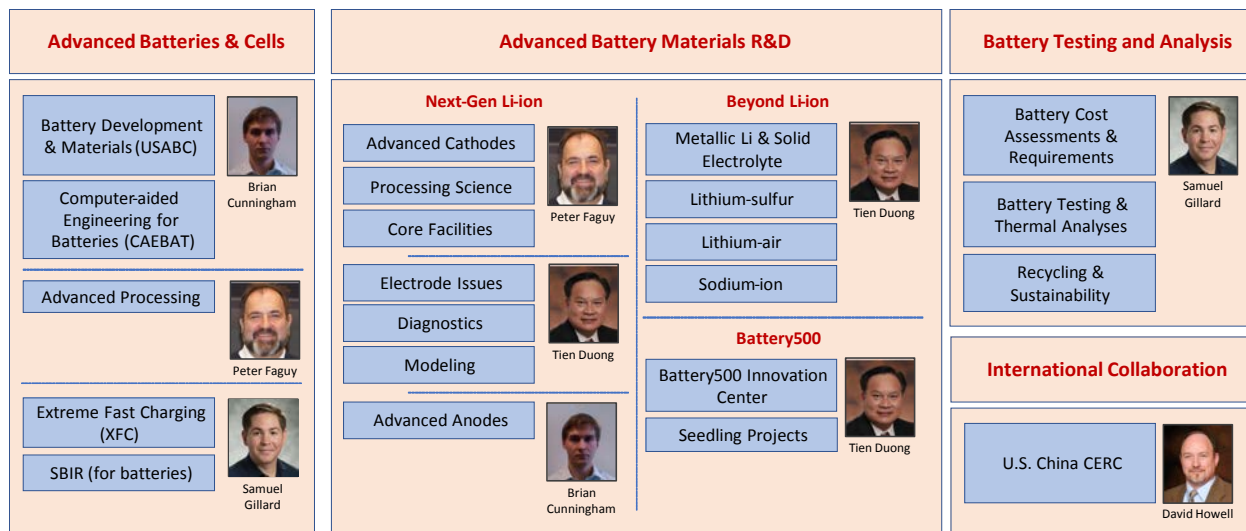 Advanced Batteries & Cells
Battery Development
& Materials (USABC)
Computer-aided
Engineering for
Batteries (CAEBAT)
Brian
Cunningham
Advanced Processing
Peter Faguy
Extreme Fast Charging
(XFC)
SBIR (for batteries)
Samuel
Gillard
Advanced Battery Materials R&D
Next-Gen Li-ion
Advanced Cathodes
Processing Science
Core Facilities
Peter Faguy
Electrode Issues
Diagnostics
Modeling
Tien Duong
Advanced Anodes
Brian
Cunningham
Beyond Li-ion
Metallic Li & Solid
Electrolyte
Lithium-sulfur
Lithium-air
Sodium-ion
Tien Duong
Battery500
Battery500 Innovation
Center
Seedling Projects
Tien Duong
Battery Testing and Analysis
Battery Cost
Assessments &
Requirements
Battery Testing &
Thermal Analyses
Recycling &
Sustainability
Samuel
Gillard
International Collaboration
U.S. China CERC
David Howell